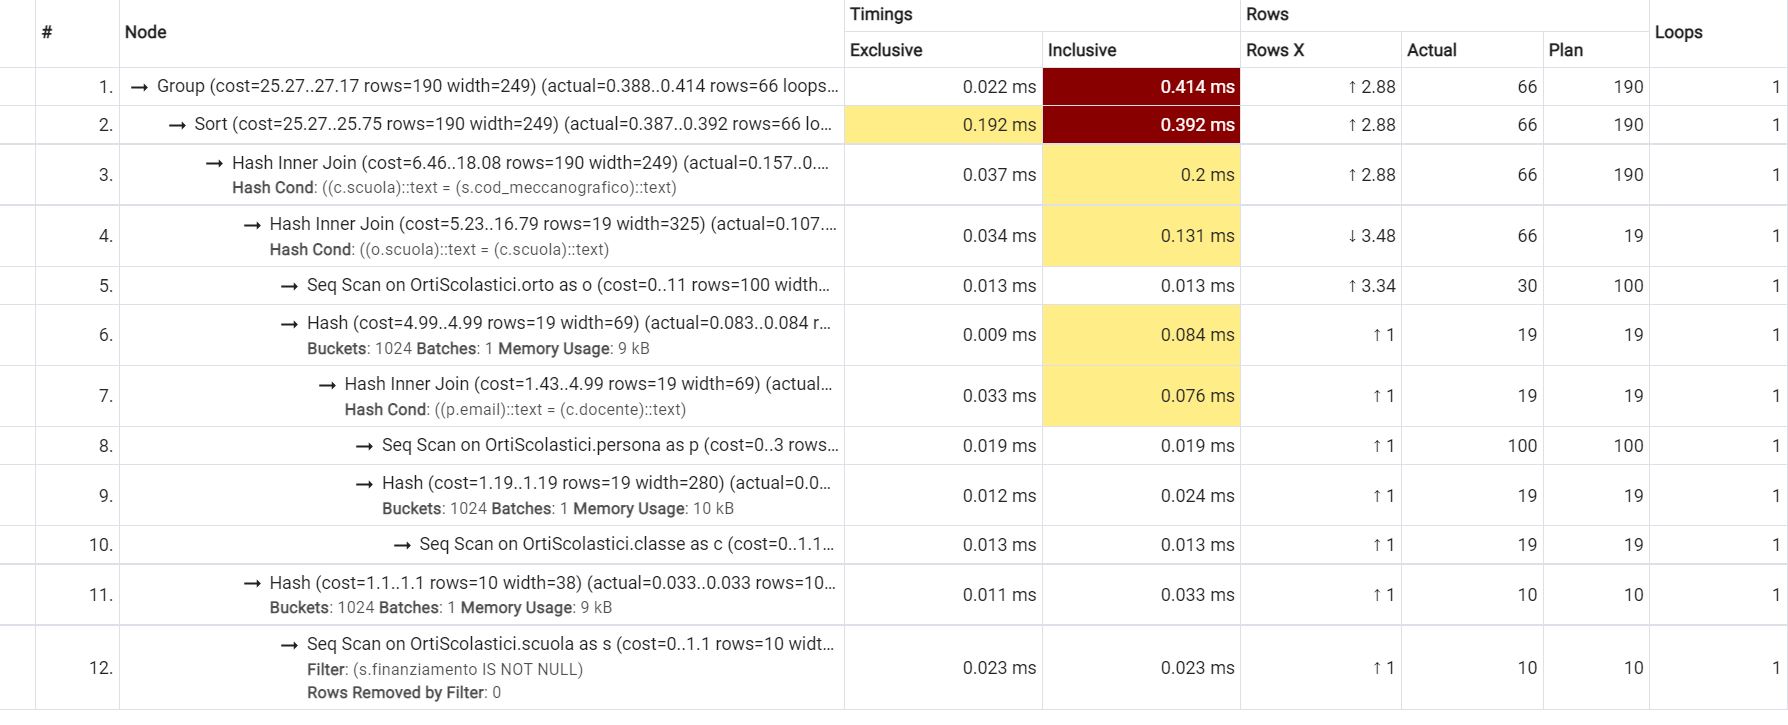 # Node Timings Rows Loops
Exclusive Inclusive Rows X Actual Plan
1. → Group (cost=25.27..27.17 rows=190 width=249) (actual=0.388..0.414 rows=66 loops... 0.022 ms 0.414 ms ↑ 2.88 66 190 1
2. → Sort (cost=25.27..25.75 rows=190 width=249) (actual=0.387..0.392 rows=66 lo... 0.192 ms 0.392 ms ↑ 2.88 66 190 1
3. → Hash Inner Join (cost=6.46..18.08 rows=190 width=249) (actual=0.157..0.... 0.037 ms 0.2 ms ↑ 2.88 66 190 1
Hash Cond: ((c.scuola)::text = (s.cod_meccanografico)::text)
4. → Hash Inner Join (cost=5.23..16.79 rows=19 width=325) (actual=0.107.... 0.034 ms 0.131 ms ↓ 3.48 66 19 1
Hash Cond: ((o.scuola)::text = (c.scuola)::text)
5. → Seq Scan on OrtiScolastici.orto as o (cost=0..11 rows=100 width... 0.013 ms 0.013 ms ↑ 3.34 30 100 1
6. → Hash (cost=4.99..4.99 rows=19 width=69) (actual=0.083..0.084 r... 0.009 ms 0.084 ms ↑ 1 19 19 1
Buckets: 1024 Batches: 1 Memory Usage: 9 kB
7. → Hash Inner Join (cost=1.43..4.99 rows=19 width=69) (actual... 0.033 ms 0.076 ms ↑ 1 19 19 1
Hash Cond: ((p.email)::text = (c.docente)::text)
8. → Seq Scan on OrtiScolastici.persona as p (cost=0..3 rows... 0.019 ms 0.019 ms ↑ 1 100 100 1
9. → Hash (cost=1.19..1.19 rows=19 width=280) (actual=0.0... 0.012 ms 0.024 ms ↑ 1 19 19 1
Buckets: 1024 Batches: 1 Memory Usage: 10 kB
10. → Seq Scan on OrtiScolastici.classe as c (cost=0..1.1... 0.013 ms 0.013 ms ↑ 1 19 19 1
11. → Hash (cost=1.1..1.1 rows=10 width=38) (actual=0.033..0.033 rows=10... 0.011 ms 0.033 ms ↑ 1 10 10 1
Buckets: 1024 Batches: 1 Memory Usage: 9 kB
12. → Seq Scan on OrtiScolastici.scuola as s (cost=0..1.1 rows=10 widt... 0.023 ms 0.023 ms ↑ 1 10 10 1
Filter: (s.finanziamento IS NOT NULL)
Rows Removed by Filter: 0